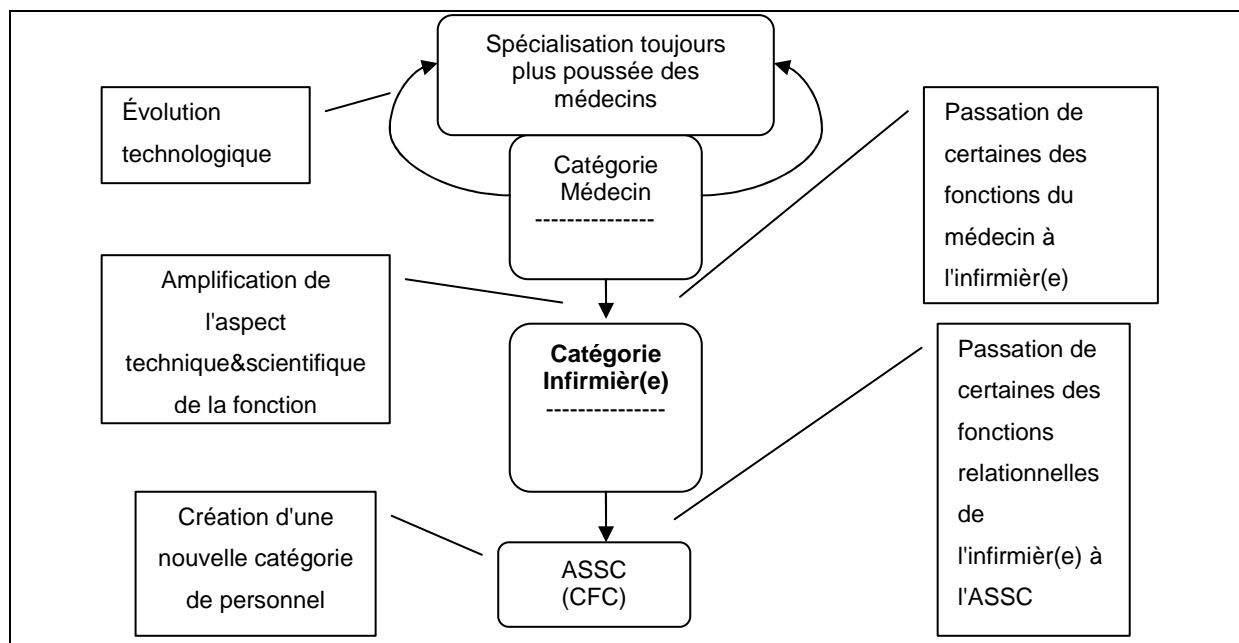 Spécialisation toujours
plus poussée des
médecins
Évolution
technologique
Catégorie
Médecin
---------------
Passation de
certaines des
fonctions du
médecin à
l'infirmièr(e)
Amplification de
l'aspect
technique&scientifique
de la fonction
Catégorie
Infirmièr(e)
---------------
Passation de
certaines des
fonctions
relationnelles
de
l'infirmièr(e) à
l'ASSC
Création d'une
nouvelle catégorie
de personnel
ASSC
(CFC)